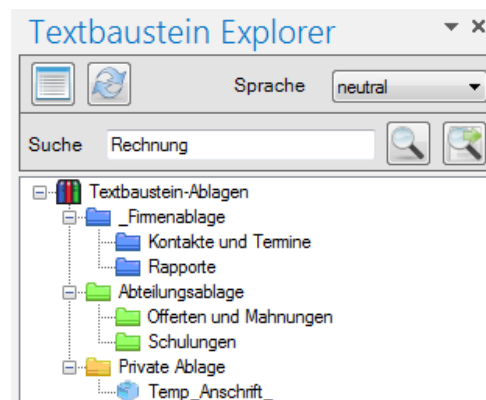 Textbaustein Explorer
Sprache neutral
Suche Rechnung
Textbaustein-Ablagen
_Firmenablage
Kontakte und Termine
Rapporte
Abteilungsablage
Offerten und Mahnungen
Schulungen
Private Ablage
Temp_Anschrift_